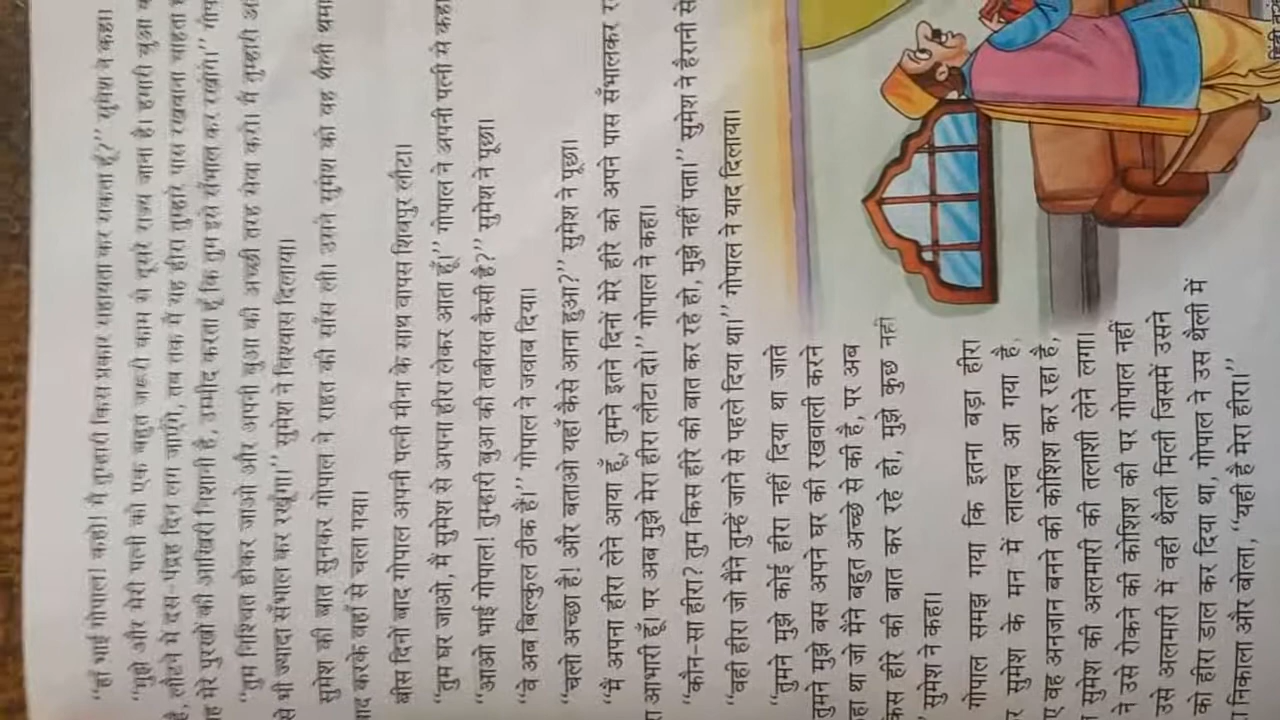 "हाँ भाई गोपाल! कहो। मैं तुम्हारी किस प्रकार सहायता कर सकता हूँ?" सुमेश ने कहा।
"मुझे और मेरी पत्नी को एक बहुत ज़रूरी काम से दूसरे राज्य जाना है। हमारी बुआ
लौटने में दस-पंद्रह दिन लग जाएँगे, तब तक मैं यह हीरा तुम्हारे पास रखवाना चाहता
मेरे पुरखों की आखिरी निशानी है, उम्मीद करता हूँ कि तुम इसे सँभाल कर रखोगे।"
"तुम निश्चिंत होकर जाओ और अपनी बुआ की अच्छी तरह सेवा करो। मैं तुम्हारी
से भी ज्यादा सँभाल कर रखूँगा।" सुमेश ने विश्वास दिलाया।
सुमेश की बात सुनकर गोपाल ने राहत की साँस ली। उसने सुमेश को वह थैली
करके वहाँ से चला गया।
बीस दिनों बाद गोपाल अपनी पत्नी मीना के साथ वापस शिवपुर लौटा।
"तुम घर जाओ, मैं सुमेश से अपना हीरा लेकर आता हूँ।" गोपाल ने अपनी पत्नी से
"आओ भाई गोपाल! तुम्हारी बुआ की तबीयत कैसी है?" सुमेश ने पूछा।
"वे अब बिल्कुल ठीक हैं।" गोपाल ने जवाब दिया।
"चलो अच्छा है! और बताओ यहाँ कैसे आना हुआ?" सुमेश ने पूछा।
"मैं अपना हीरा लेने आया हूँ, तुमने इतने दिनों मेरे हीरे को अपने पास सँभालकर
आभारी हूँ। पर अब मुझे मेरा हीरा लौटा दो।" गोपाल ने कहा।
"कौन-सा हीरा? तुम किस हीरे की बात कर रहे हो, मुझे नहीं पता।" सुमेश ने हैरानी से
"वही हीरा जो मैंने तुम्हें जाने से पहले दिया था।" गोपाल ने याद दिलाया।
"तुमने मुझे कोई हीरा नहीं दिया था जाते
तुमने मुझे बस अपने घर की रखवाली करने
था जो मैंने बहुत अच्छे से की है, पर अब
किस हीरे की बात कर रहे हो, मुझे कुछ नहीं
सुमेश ने कहा।
गोपाल समझ गया कि इतना बड़ा हीरा
सुमेश के मन में लालच आ गया है,
वह अनजान बनने की कोशिश कर रहा है,
सुमेश की अलमारी की तलाशी लेने लगा।
ने उसे रोकने की कोशिश की पर गोपाल नहीं
उसे अलमारी में वही थैली मिली जिसमें उसने
को हीरा डाल कर दिया था, गोपाल ने उस थैली में
निकाला और बोला, "यही है मेरा हीरा।"